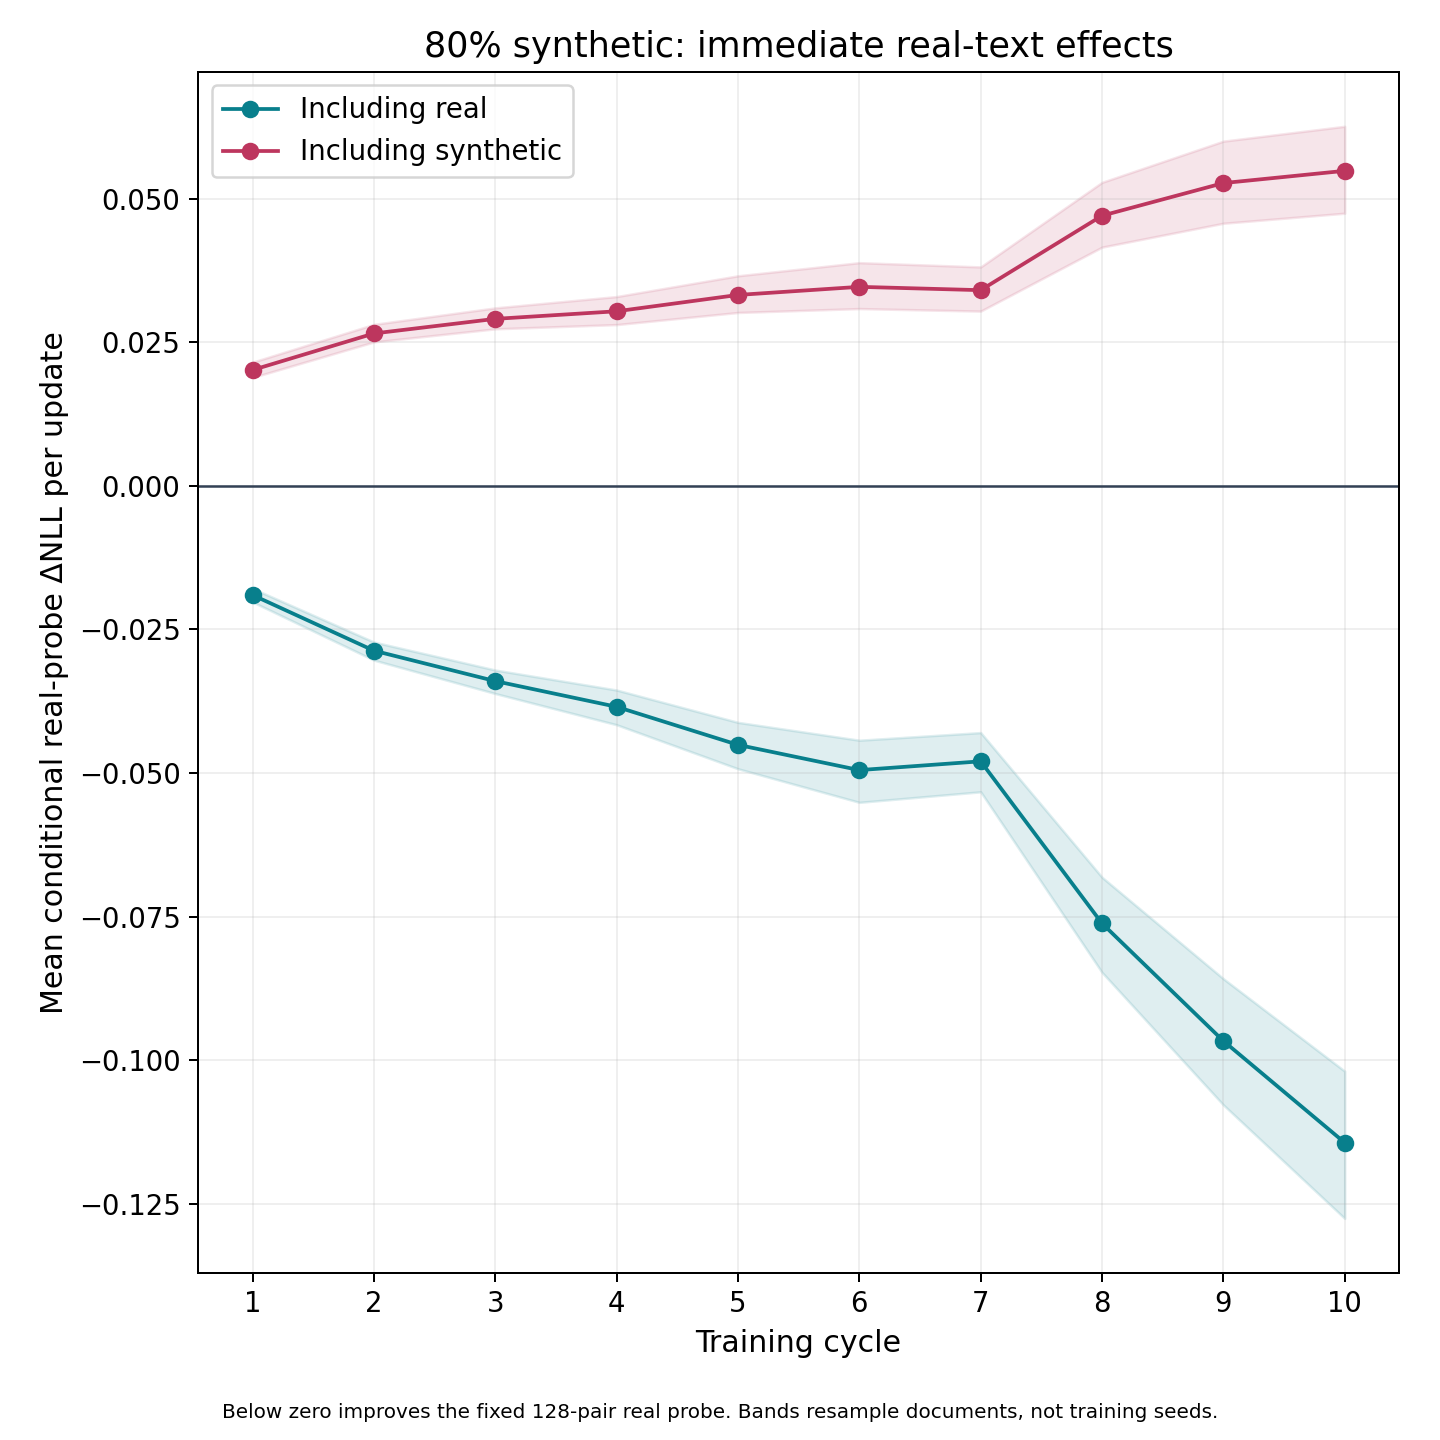 80% synthetic: immediate real-text effects
Including real
Including synthetic
Mean conditional real-probe ΔNLL per update
0.050
0.025
0.000
−0.025
−0.050
−0.075
−0.100
−0.125
1 2 3 4 5 6 7 8 9 10
Training cycle
Below zero improves the fixed 128-pair real probe. Bands resample documents, not training seeds.